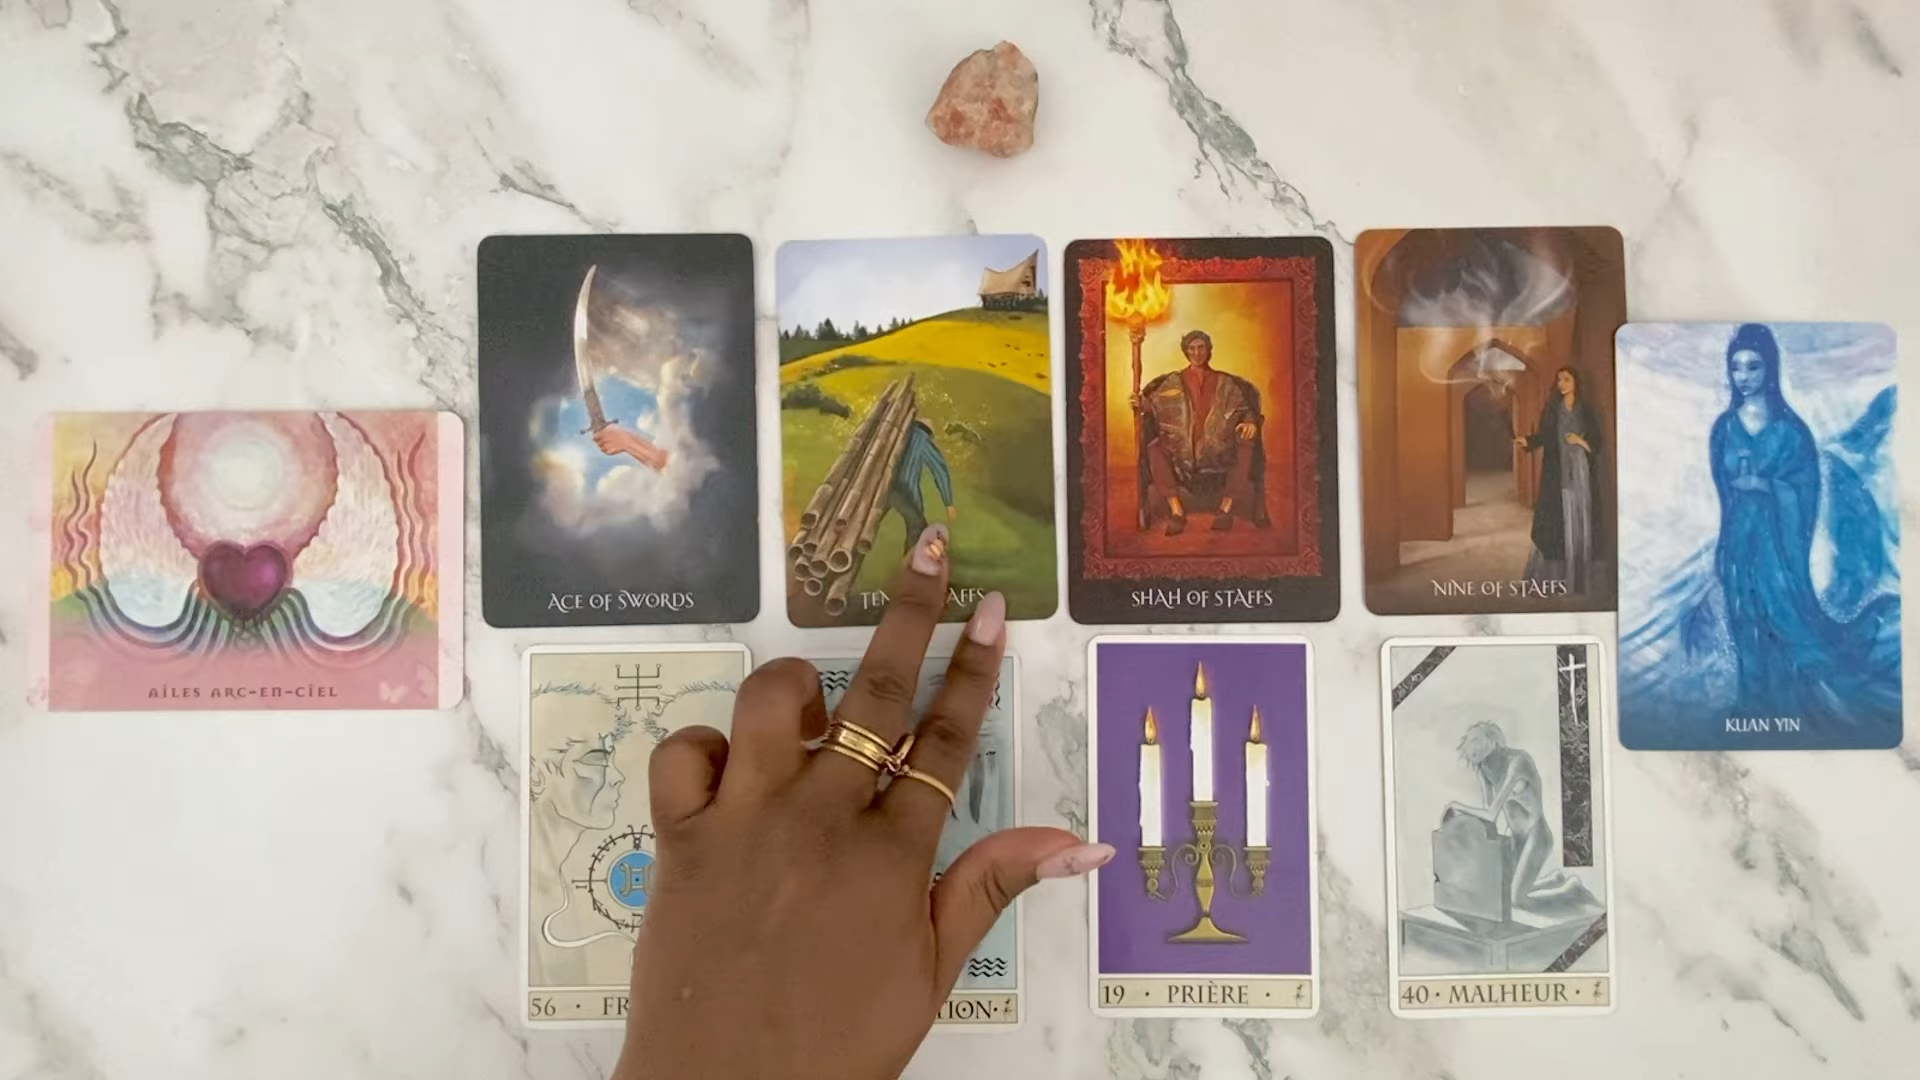 AILES ARC-EN-CIEL
ACE OF SWORDS
SHAH OF STAFFS
NINE OF STAFFS
KUAN YIN
56 ·
19 · PRIÈRE ·
40 · MALHEUR ·